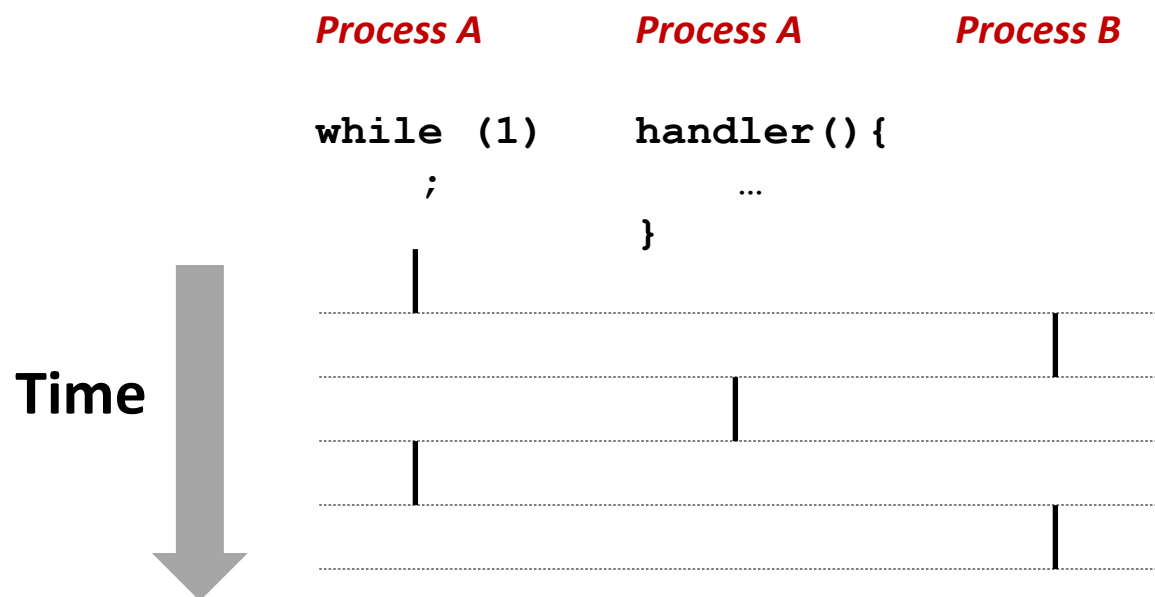 Process A Process A Process B
while (1) handler(){
; …
}
Time